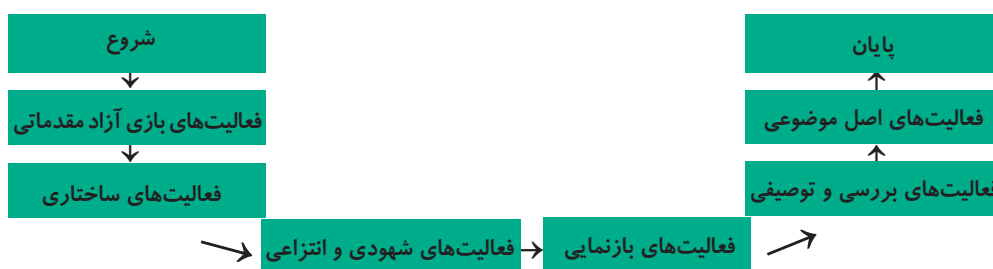 شروع
فعالیت‌های بازی آزاد مقدماتی
فعالیت‌های ساختاری
فعالیت‌های شهودی و انتزاعی
فعالیت‌های بازنمایی
فعالیت‌های بررسی و توصیفی
فعالیت‌های اصل موضوعی
پایان